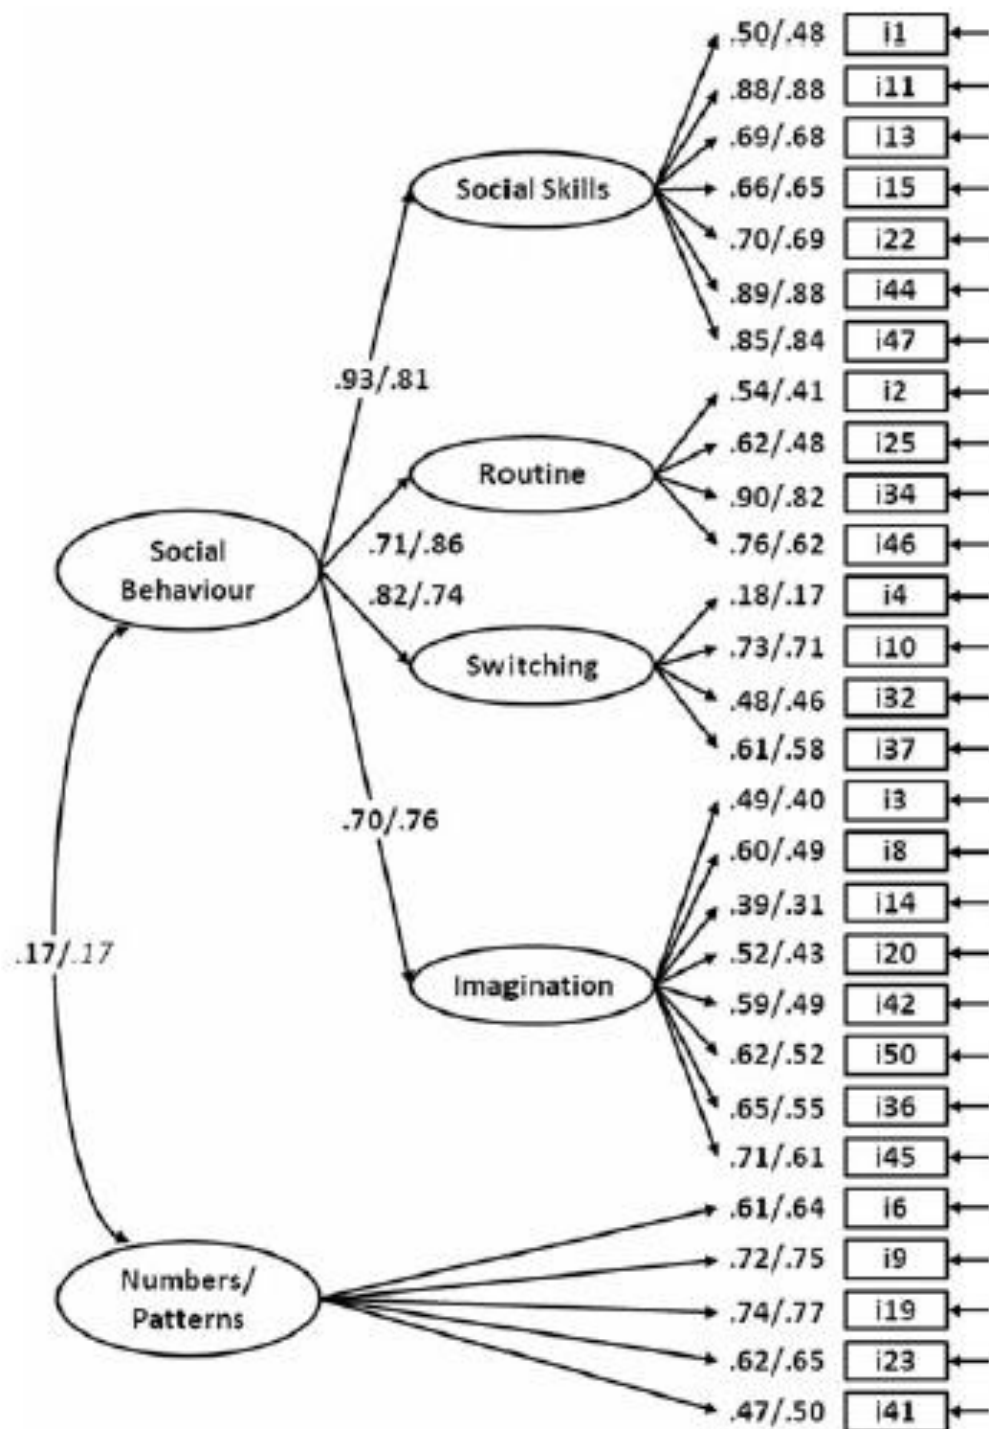 .50/.48 i1
.88/.88 i11
.69/.68 i13
Social Skills .66/.65 i15
.70/.69 i22
.89/.88 i44
.85/.84 i47
.93/.81
.54/.41 i2
.62/.48 i25
Routine
.90/.82 i34
.71/.86 .76/.62 i46
Social
Behaviour
.82/.74 .18/.17 i4
.73/.71 i10
Switching
.48/.46 i32
.61/.58 i37
.49/.40 i3
.70/.76
.60/.49 i8
.39/.31 i14
.17/.17 .52/.43 i20
Imagination
.59/.49 i42
.62/.52 i50
.65/.55 i36
.71/.61 i45
.61/.64 i6
.72/.75 i9
Numbers/
Patterns
.74/.77 i19
.62/.65 i23
.47/.50 i41